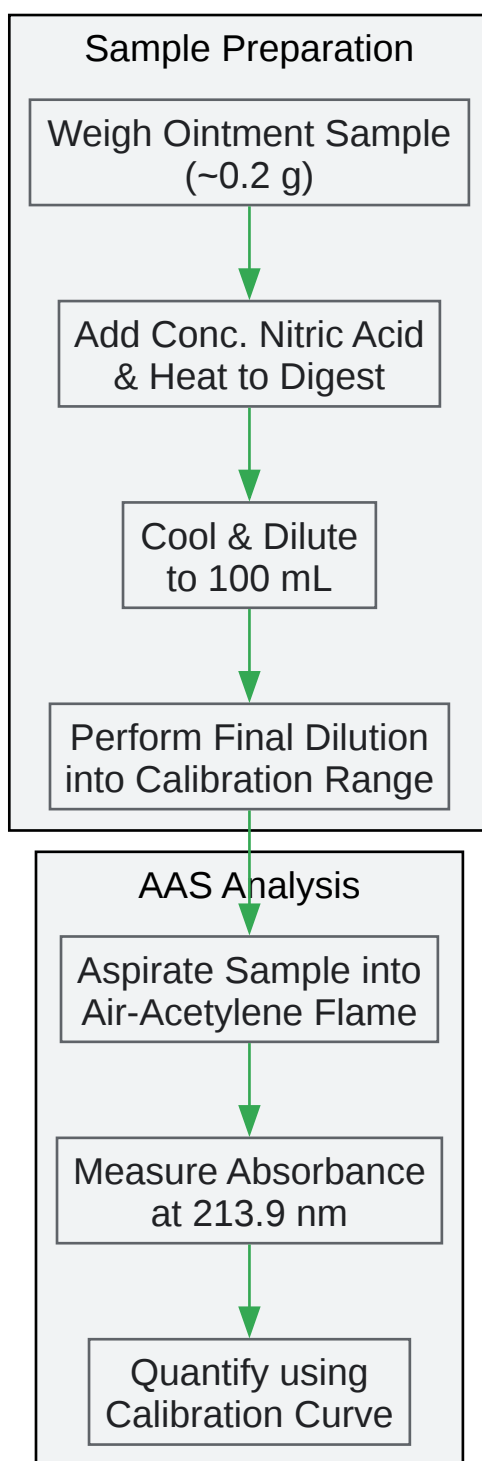 Sample Preparation
Weigh Ointment Sample
(~0.2 g)
Add Conc. Nitric Acid
& Heat to Digest
Cool & Dilute
to 100 mL
Perform Final Dilution
into Calibration Range
AAS Analysis
Aspirate Sample into
Air-Acetylene Flame
Measure Absorbance
at 213.9 nm
Quantify using
Calibration Curve